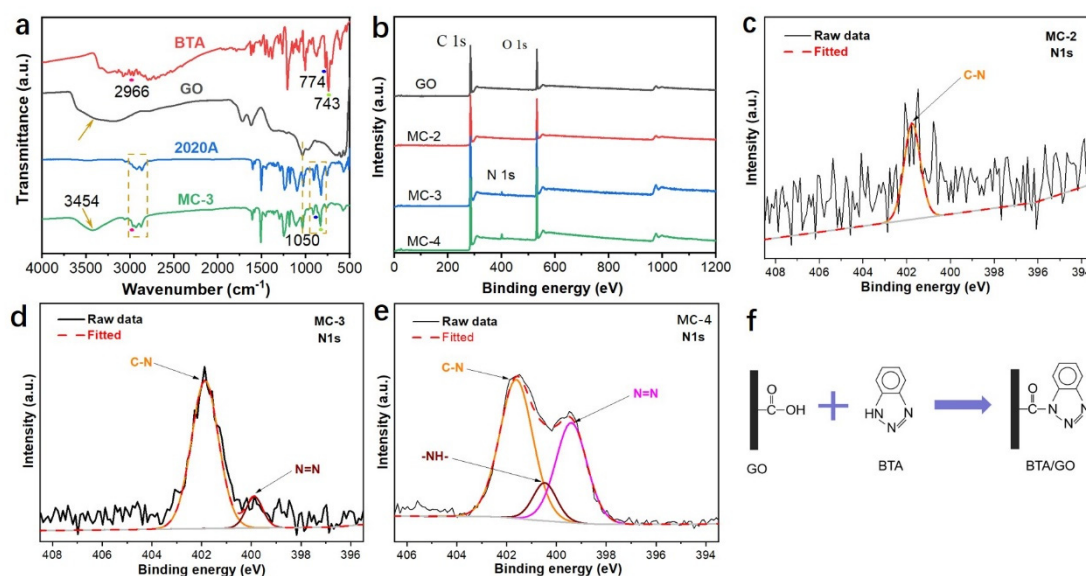 a
Transmittance (a.u.)
BTA
2966
774
743
GO
2020A
3454
MC-3
1050
4000 3500 3000 2500 2000 1500 1000 500
Wavenumber (cm⁻¹)
b
Intensity (a.u.)
C 1s
O 1s
GO
MC-2
N 1s
MC-3
MC-4
0 200 400 600 800 1000 1200
Binding energy (eV)
c
Intensity (a.u.)
Raw data
Fitted
MC-2
N1s
C-N
408 406 404 402 400 398 396 394
Binding energy (eV)
d
Intensity (a.u.)
Raw data
Fitted
MC-3
N1s
C-N
N=N
408 406 404 402 400 398 396
Binding energy (eV)
e
Intensity (a.u.)
Raw data
Fitted
MC-4
N1s
C-N
N=N
-NH-
406 404 402 400 398 396 394
Binding energy (eV)
f
O
C
OH
GO
HN
N
N
BTA
O
C
N
N
N
BTA/GO